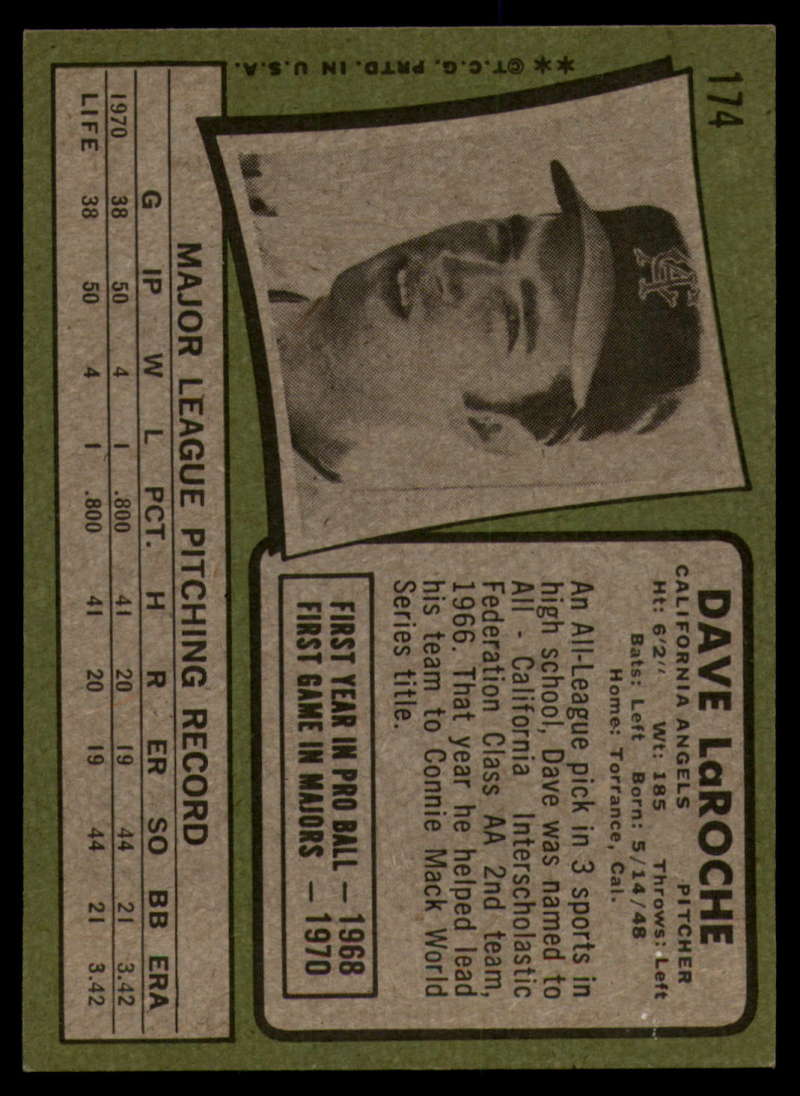 174
**©T.C.G. PRTD. IN U.S.A.
CA
DAVE LaROCHE
CALIFORNIA ANGELS PITCHER
Ht: 6'2" Wt: 185 Throws: Left
Bats: Left Born: 5/14/48
Home: Torrance, Cal.
An All-League pick in 3 sports in
high school, Dave was named to
All - California Interscholastic
Federation Class AA 2nd team,
1966. That year he helped lead
his team to Connie Mack World
Series title.
FIRST YEAR IN PRO BALL — 1968
FIRST GAME IN MAJORS — 1970
MAJOR LEAGUE PITCHING RECORD
G IP W L PCT. H R ER SO BB ERA
1970 38 50 4 1 .800 41 20 19 44 21 3.42
LIFE 38 50 4 1 .800 41 20 19 44 21 3.42